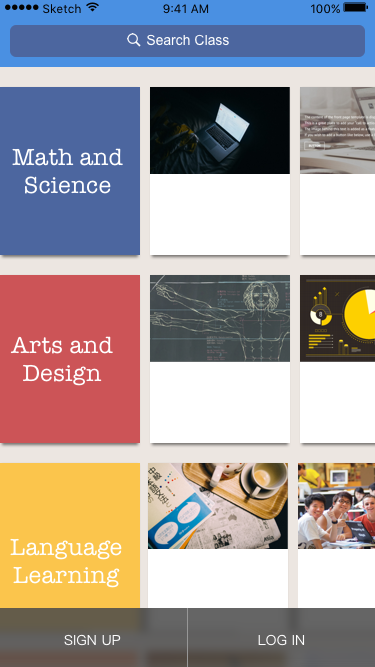 Sketch 9:41 AM 100%
Search Class
Math and
Science
Arts and
Design
Language
Learning
SIGN UP LOG IN